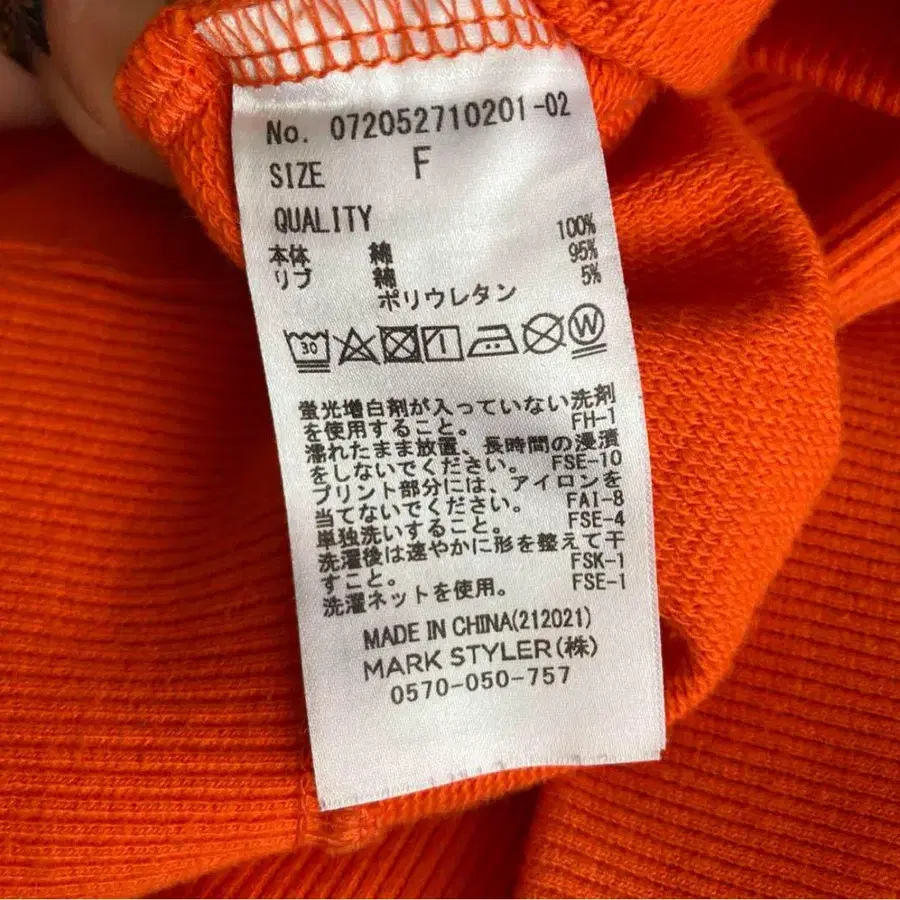 No. 072052710201-02
SIZE F
QUALITY
本体 綿 100%
リブ 綿 95%
ポリウレタン 5%
30
W
蛍光増白剤が入っていない洗剤
を使用すること。 FH-1
濡れたまま放置、長時間の浸漬
をしないでください。 FSE-10
プリント部分には、アイロンを
当てないでください。 FAI-8
単独洗いすること。 FSE-4
洗濯後は速やかに形を整えて干
すこと。 FSK-1
洗濯ネットを使用。 FSE-1
MADE IN CHINA(212021)
MARK STYLER(株)
0570-050-757